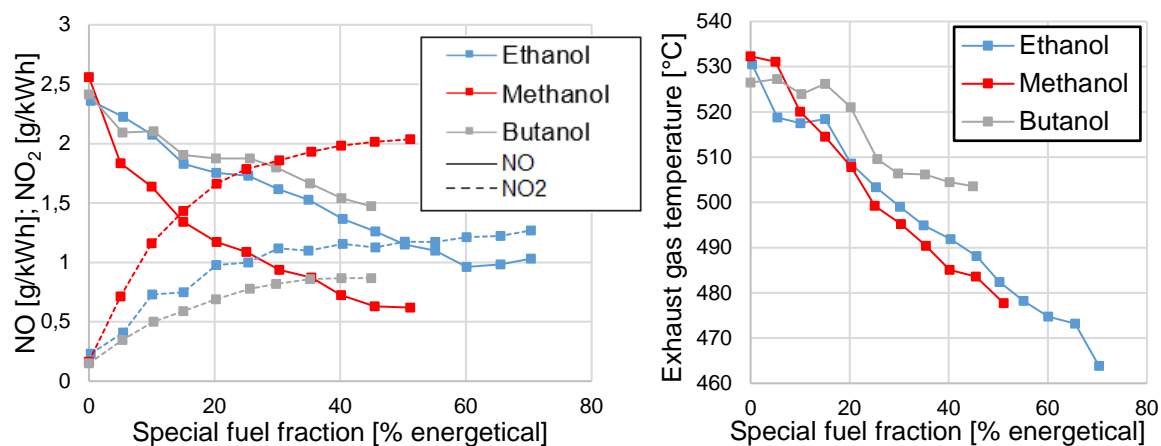 NO [g/kWh]; NO₂ [g/kWh]
3
2,5
2
1,5
1
0,5
0
0
20
40
60
80
Special fuel fraction [% energetical]
Ethanol
Methanol
Butanol
NO
NO2
Exhaust gas temperature [°C]
540
530
520
510
500
490
480
470
460
0
20
40
60
80
Special fuel fraction [% energetical]
Ethanol
Methanol
Butanol